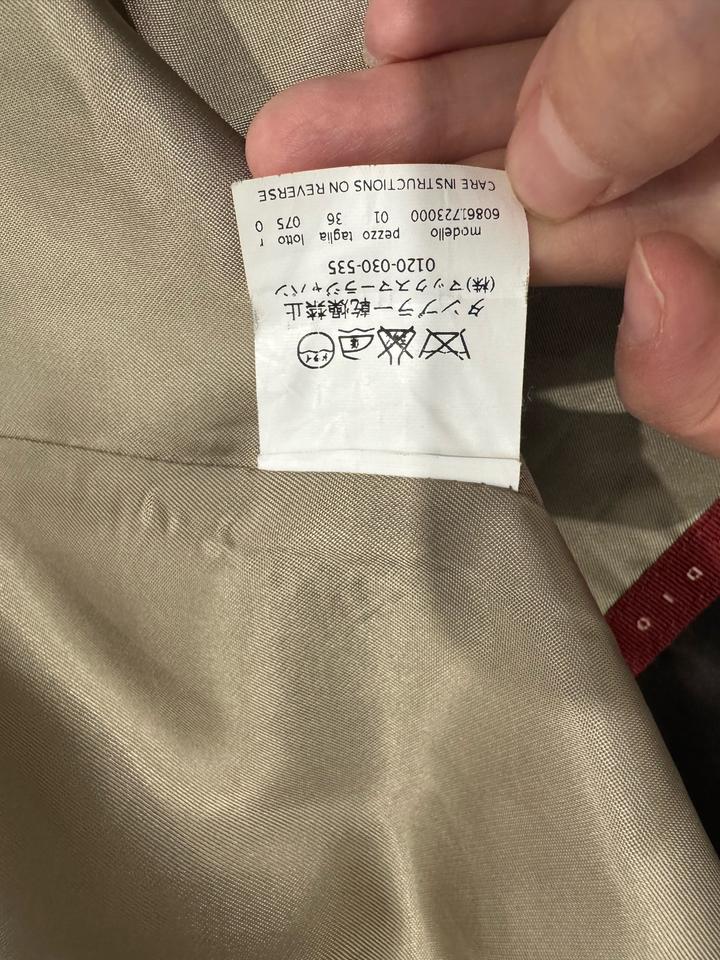 低 ドライ
タンブラー乾燥禁止
(株)マックスマーラジャパン
0120-030-535
modello pezzo taglia lotto r
60861723000 01 36 075 0
CARE INSTRUCTIONS ON REVERSE